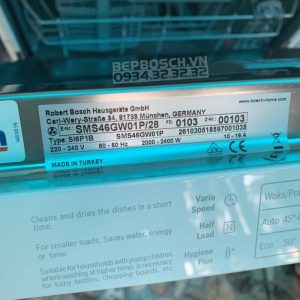 BEPBOSCH.VN
0934.32.32.32
Robert Bosch Hausgeräte GmbH
Carl-Wery-Straße 34, 81739 München, GERMANY
E-Nr. SMS46GW01P/28 FD 0103 Z-Nr. 00103
Type: SI6P1B SMS46GW01P 261030518597001035
220 - 240 V 50 - 60 Hz 2000 - 2400 W 10 - 16 A
MADE IN TURKEY
Cleans and dries the dishes in a short time.
Vario Speed
Woks/Po
For smaller loads. Saves water, energy or time.
Half Load
Auto 45°
Suitable for households with young children where washing at higher temp. is necessary for baby bottles, chopping boards, etc
Hygiene Plus
Eco 50°